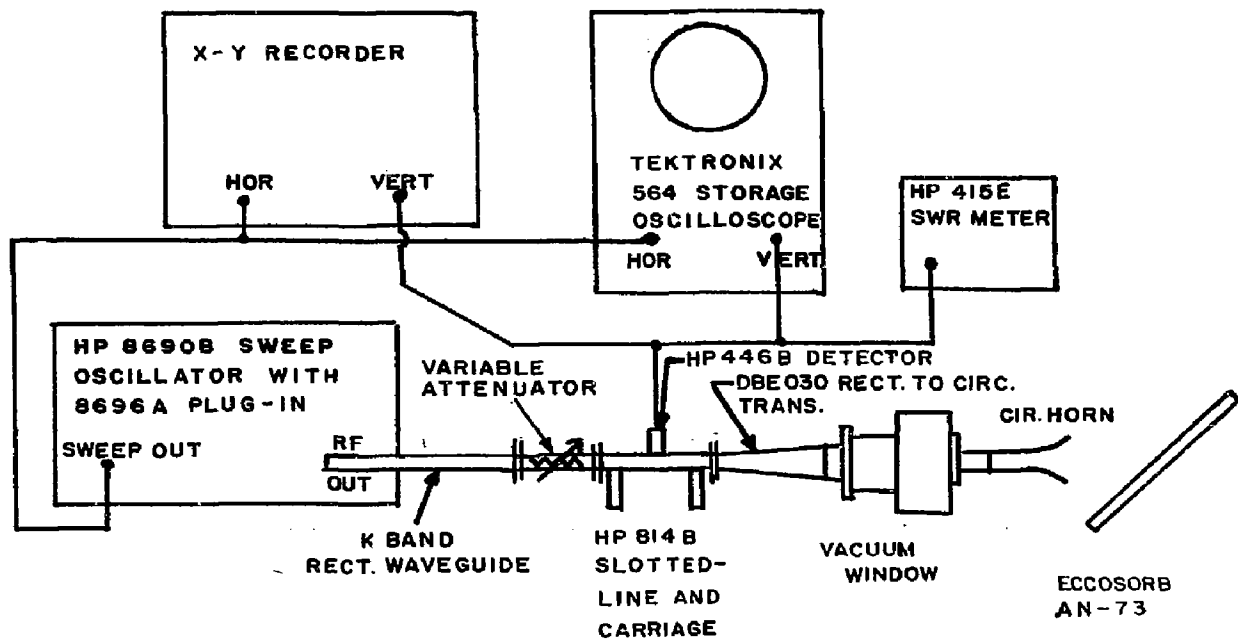 X-Y RECORDER
HOR
VERT
TEKTRONIX
564 STORAGE
OSCILLOSCOPE
HOR
VERT
HP 415E
SWR METER
HP 8690B SWEEP
OSCILLATOR WITH
8696A PLUG-IN
SWEEP OUT
RF
OUT
VARIABLE
ATTENUATOR
HP 446B DETECTOR
DBE030 RECT. TO CIRC.
TRANS.
CIR. HORN
K BAND
RECT. WAVEGUIDE
HP 814B
SLOTTED-
LINE AND
CARRIAGE
VACUUM
WINDOW
ECCOSORB
AN-73